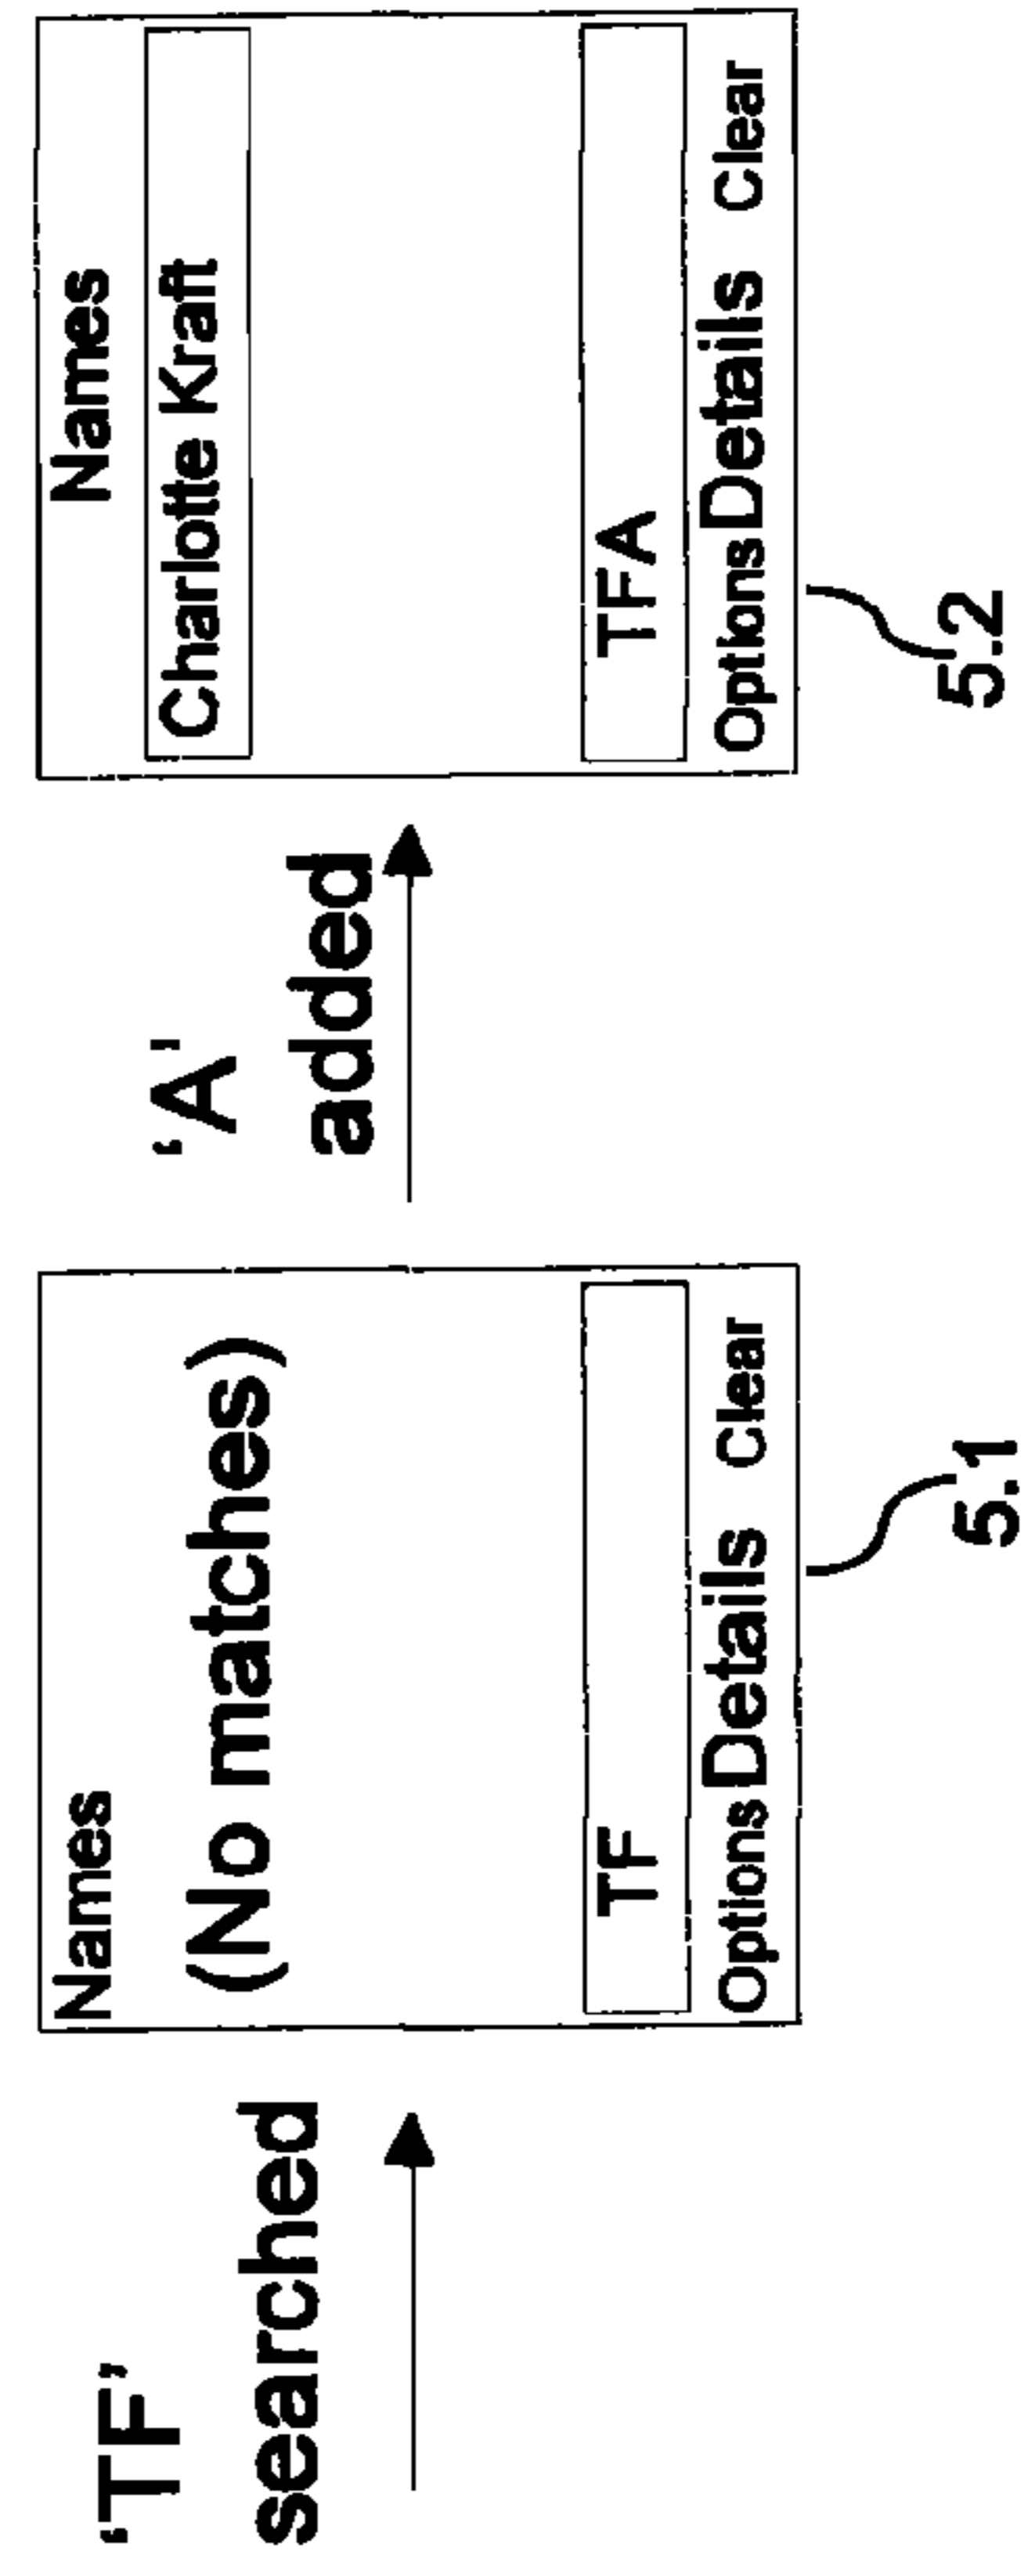 ‘TF’
searched
Names
(No matches)
TF
Options Details Clear
5.1
‘A’
added
Names
Charlotte Kraft
TFA
Options Details Clear
5.2